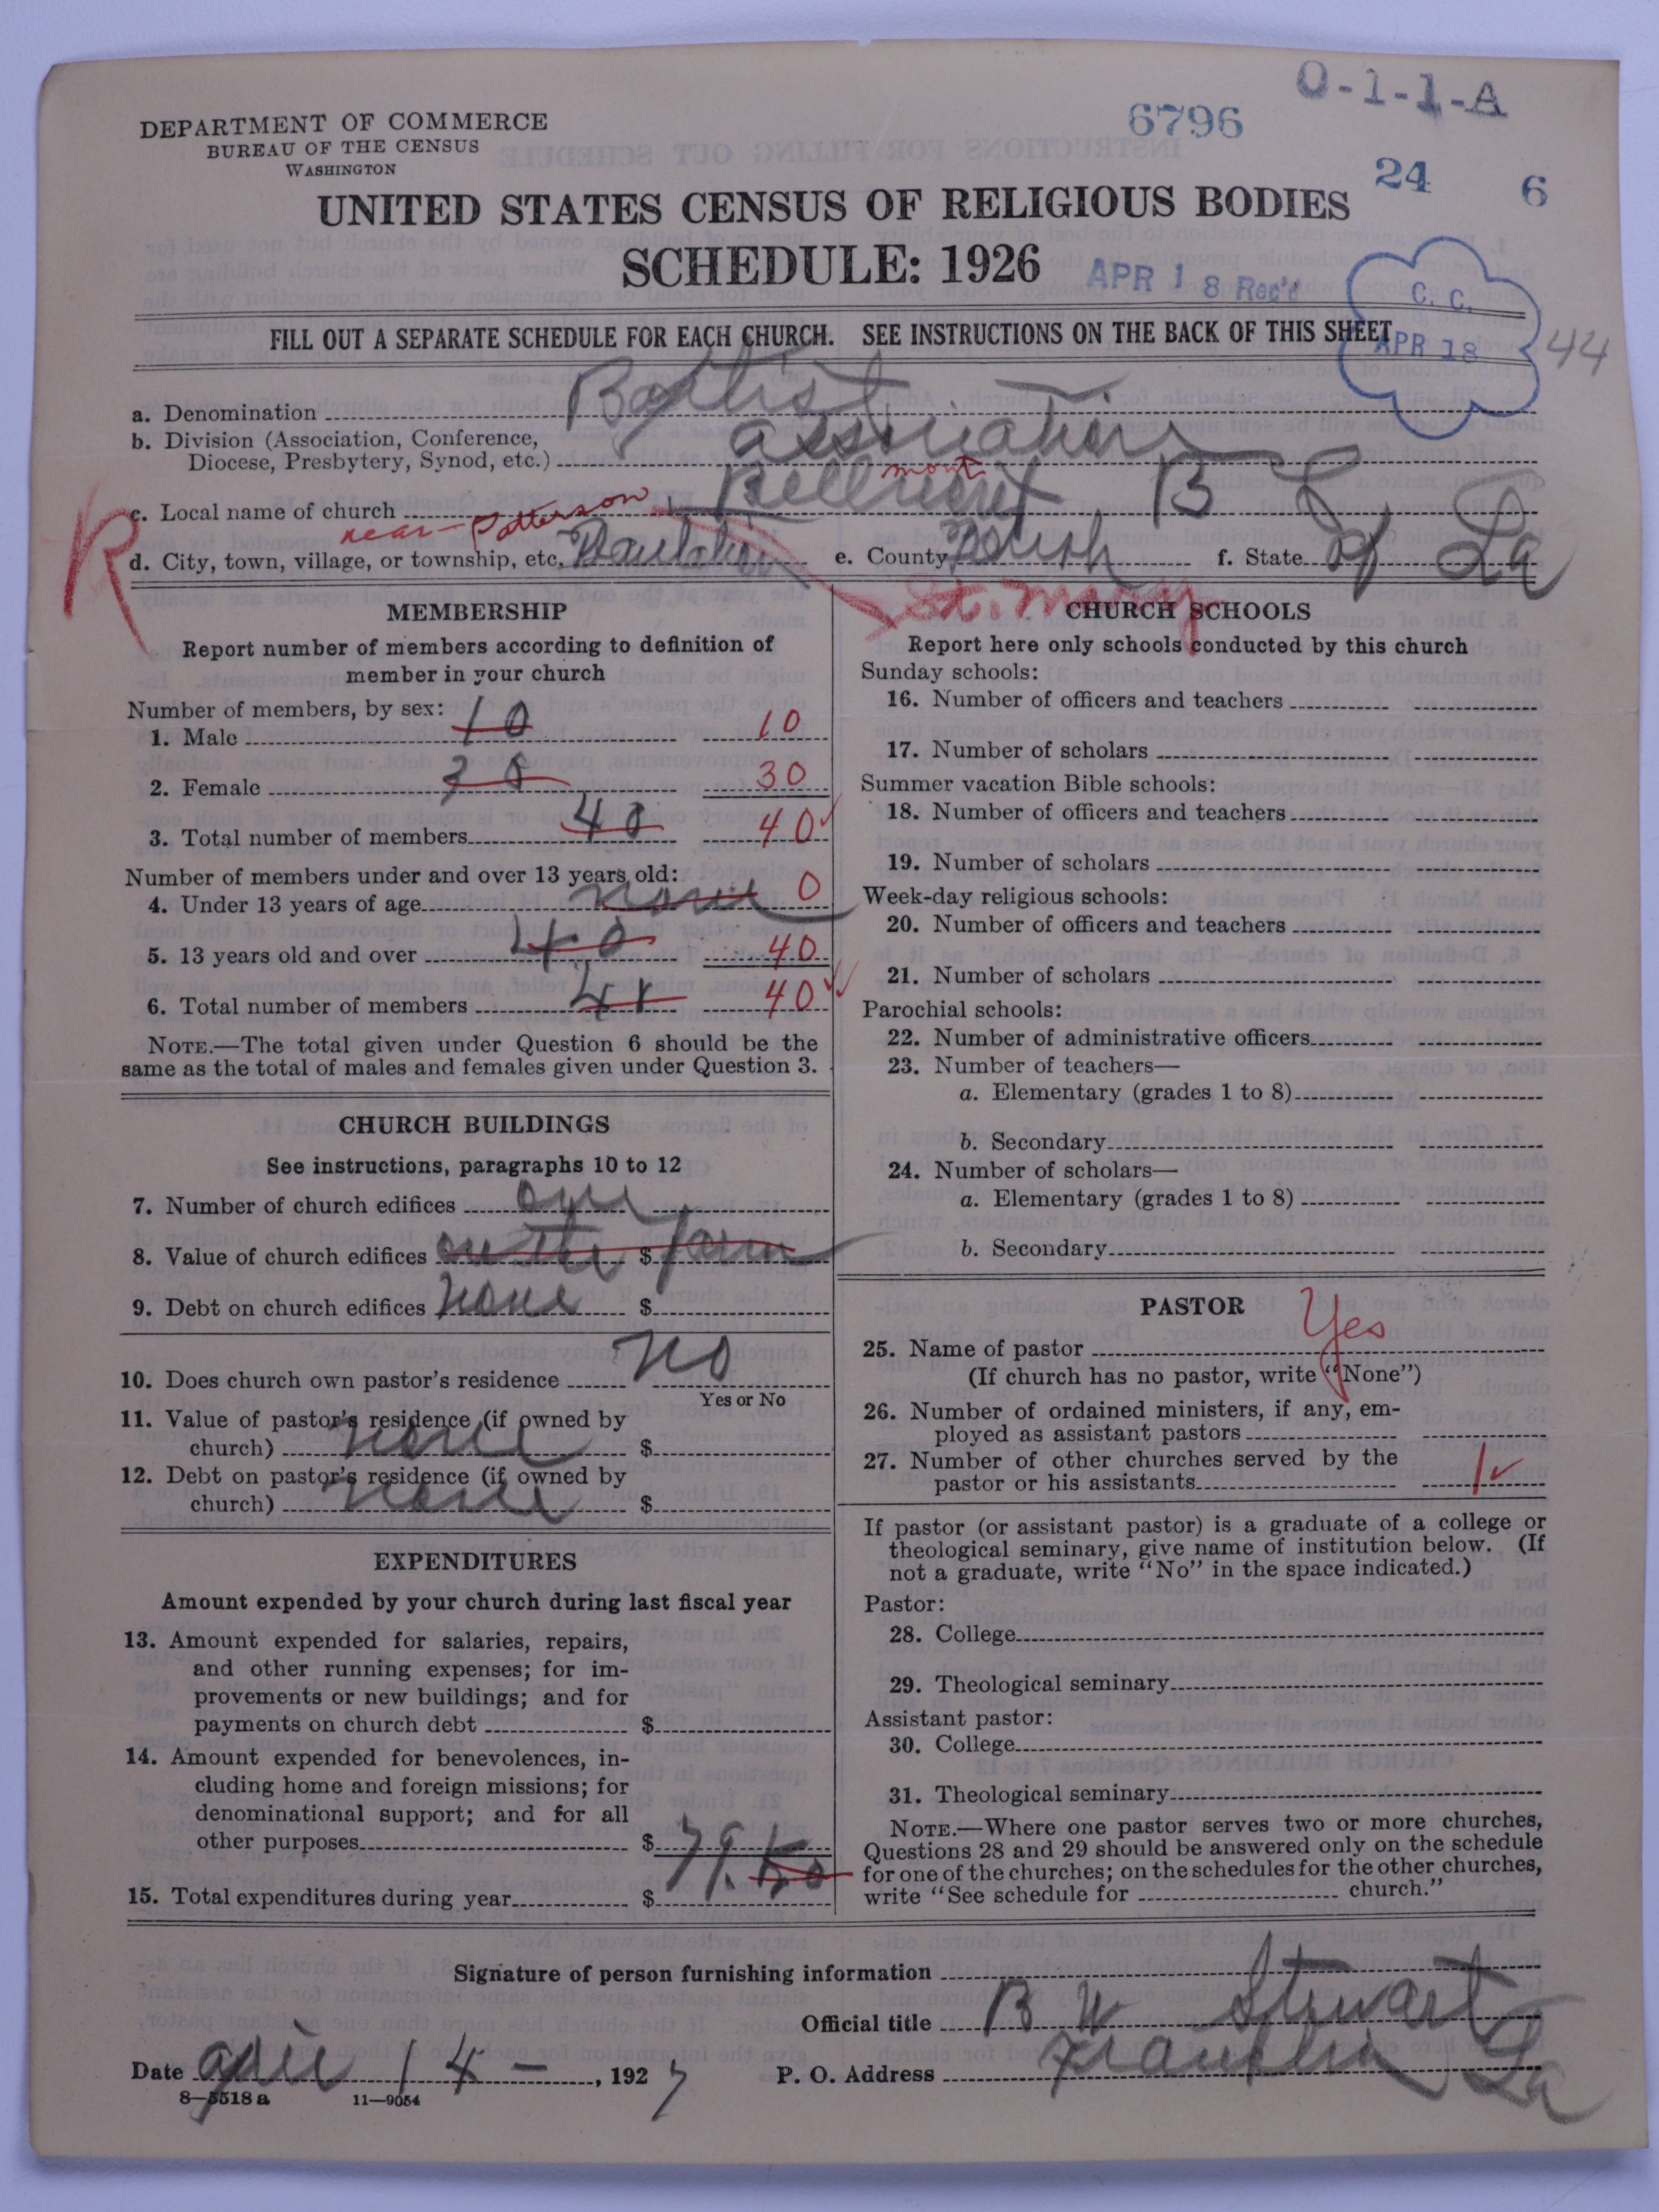 O-1-1-A
6796
DEPARTMENT OF COMMERCE
BUREAU OF THE CENSUS
WASHINGTON
24 6
UNITED STATES CENSUS OF RELIGIOUS BODIES
SCHEDULE: 1926
APR 18 Rec'd
C. C.
APR 18
44
FILL OUT A SEPARATE SCHEDULE FOR EACH CHURCH. SEE INSTRUCTIONS ON THE BACK OF THIS SHEET
a. Denomination Baptist
b. Division (Association, Conference,
Diocese, Presbytery, Synod, etc.) association
mont
R
c. Local name of church B
near- Patterson
d. City, town, village, or township, etc. e. County Parish f. State of La
St. Mary
MEMBERSHIP
Report number of members according to definition of
member in your church
Number of members, by sex:
1. Male 10 10
2. Female 30 30
3. Total number of members 40 40
Number of members under and over 13 years old:
4. Under 13 years of age none 0
5. 13 years old and over 40 40
6. Total number of members 40
NOTE.—The total given under Question 6 should be the
same as the total of males and females given under Question 3.
CHURCH BUILDINGS
See instructions, paragraphs 10 to 12
7. Number of church edifices one
8. Value of church edifices on the $ farm
9. Debt on church edifices none $
10. Does church own pastor's residence No
Yes or No
11. Value of pastor's residence (if owned by
church) none $
12. Debt on pastor's residence (if owned by
church) none $
EXPENDITURES
Amount expended by your church during last fiscal year
13. Amount expended for salaries, repairs,
and other running expenses; for im-
provements or new buildings; and for
payments on church debt $
14. Amount expended for benevolences, in-
cluding home and foreign missions; for
denominational support; and for all
other purposes $
79.50
15. Total expenditures during year $
CHURCH SCHOOLS
Report here only schools conducted by this church
Sunday schools:
16. Number of officers and teachers
17. Number of scholars
Summer vacation Bible schools:
18. Number of officers and teachers
19. Number of scholars
Week-day religious schools:
20. Number of officers and teachers
21. Number of scholars
Parochial schools:
22. Number of administrative officers
23. Number of teachers—
a. Elementary (grades 1 to 8)
b. Secondary
24. Number of scholars—
a. Elementary (grades 1 to 8)
b. Secondary
PASTOR
25. Name of pastor Yes
(If church has no pastor, write "None")
26. Number of ordained ministers, if any, em-
ployed as assistant pastors
27. Number of other churches served by the
pastor or his assistants 1
If pastor (or assistant pastor) is a graduate of a college or
theological seminary, give name of institution below. (If
not a graduate, write "No" in the space indicated.)
Pastor:
28. College
29. Theological seminary
Assistant pastor:
30. College
31. Theological seminary
NOTE.—Where one pastor serves two or more churches,
Questions 28 and 29 should be answered only on the schedule
for one of the churches; on the schedules for the other churches,
write "See schedule for church."
Signature of person furnishing information
Official title B W Stewart
Date 14 -, 1927 P. O. Address Franklin La
8—5518 a 11—9054